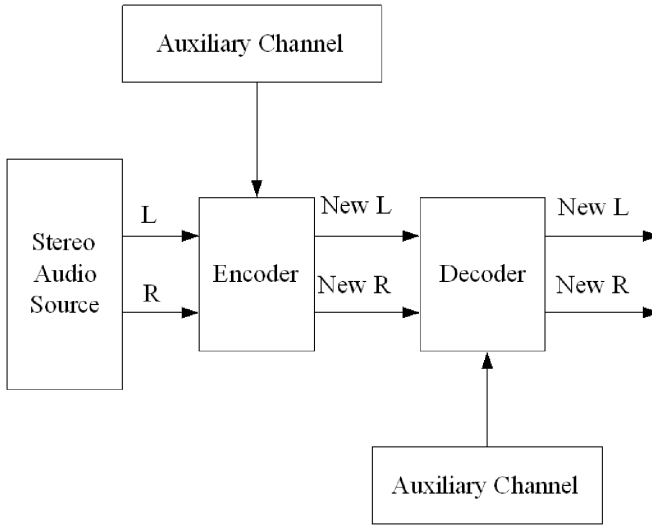 Auxiliary Channel
Stereo
Audio
Source
L
R
Encoder
New L
New R
Decoder
New L
New R
Auxiliary Channel